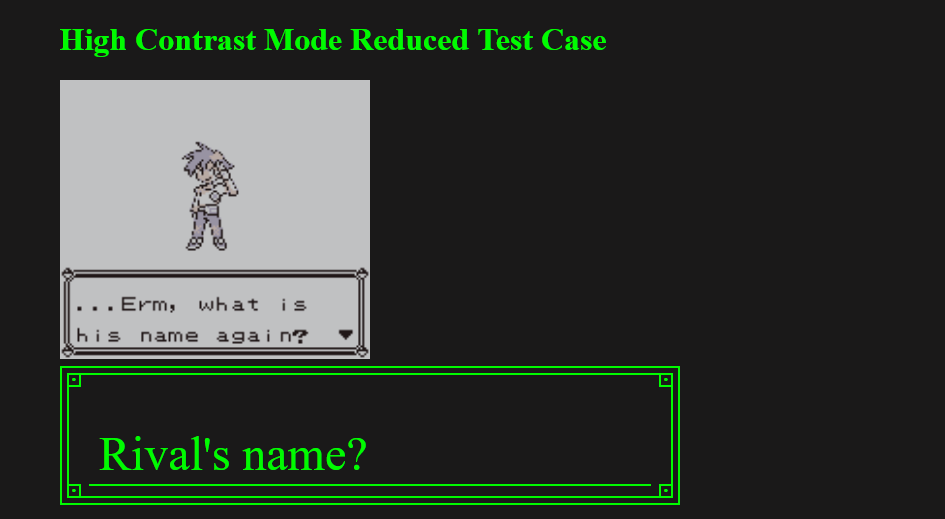 High Contrast Mode Reduced Test Case
...Erm, what is
his name again?
Rival's name?